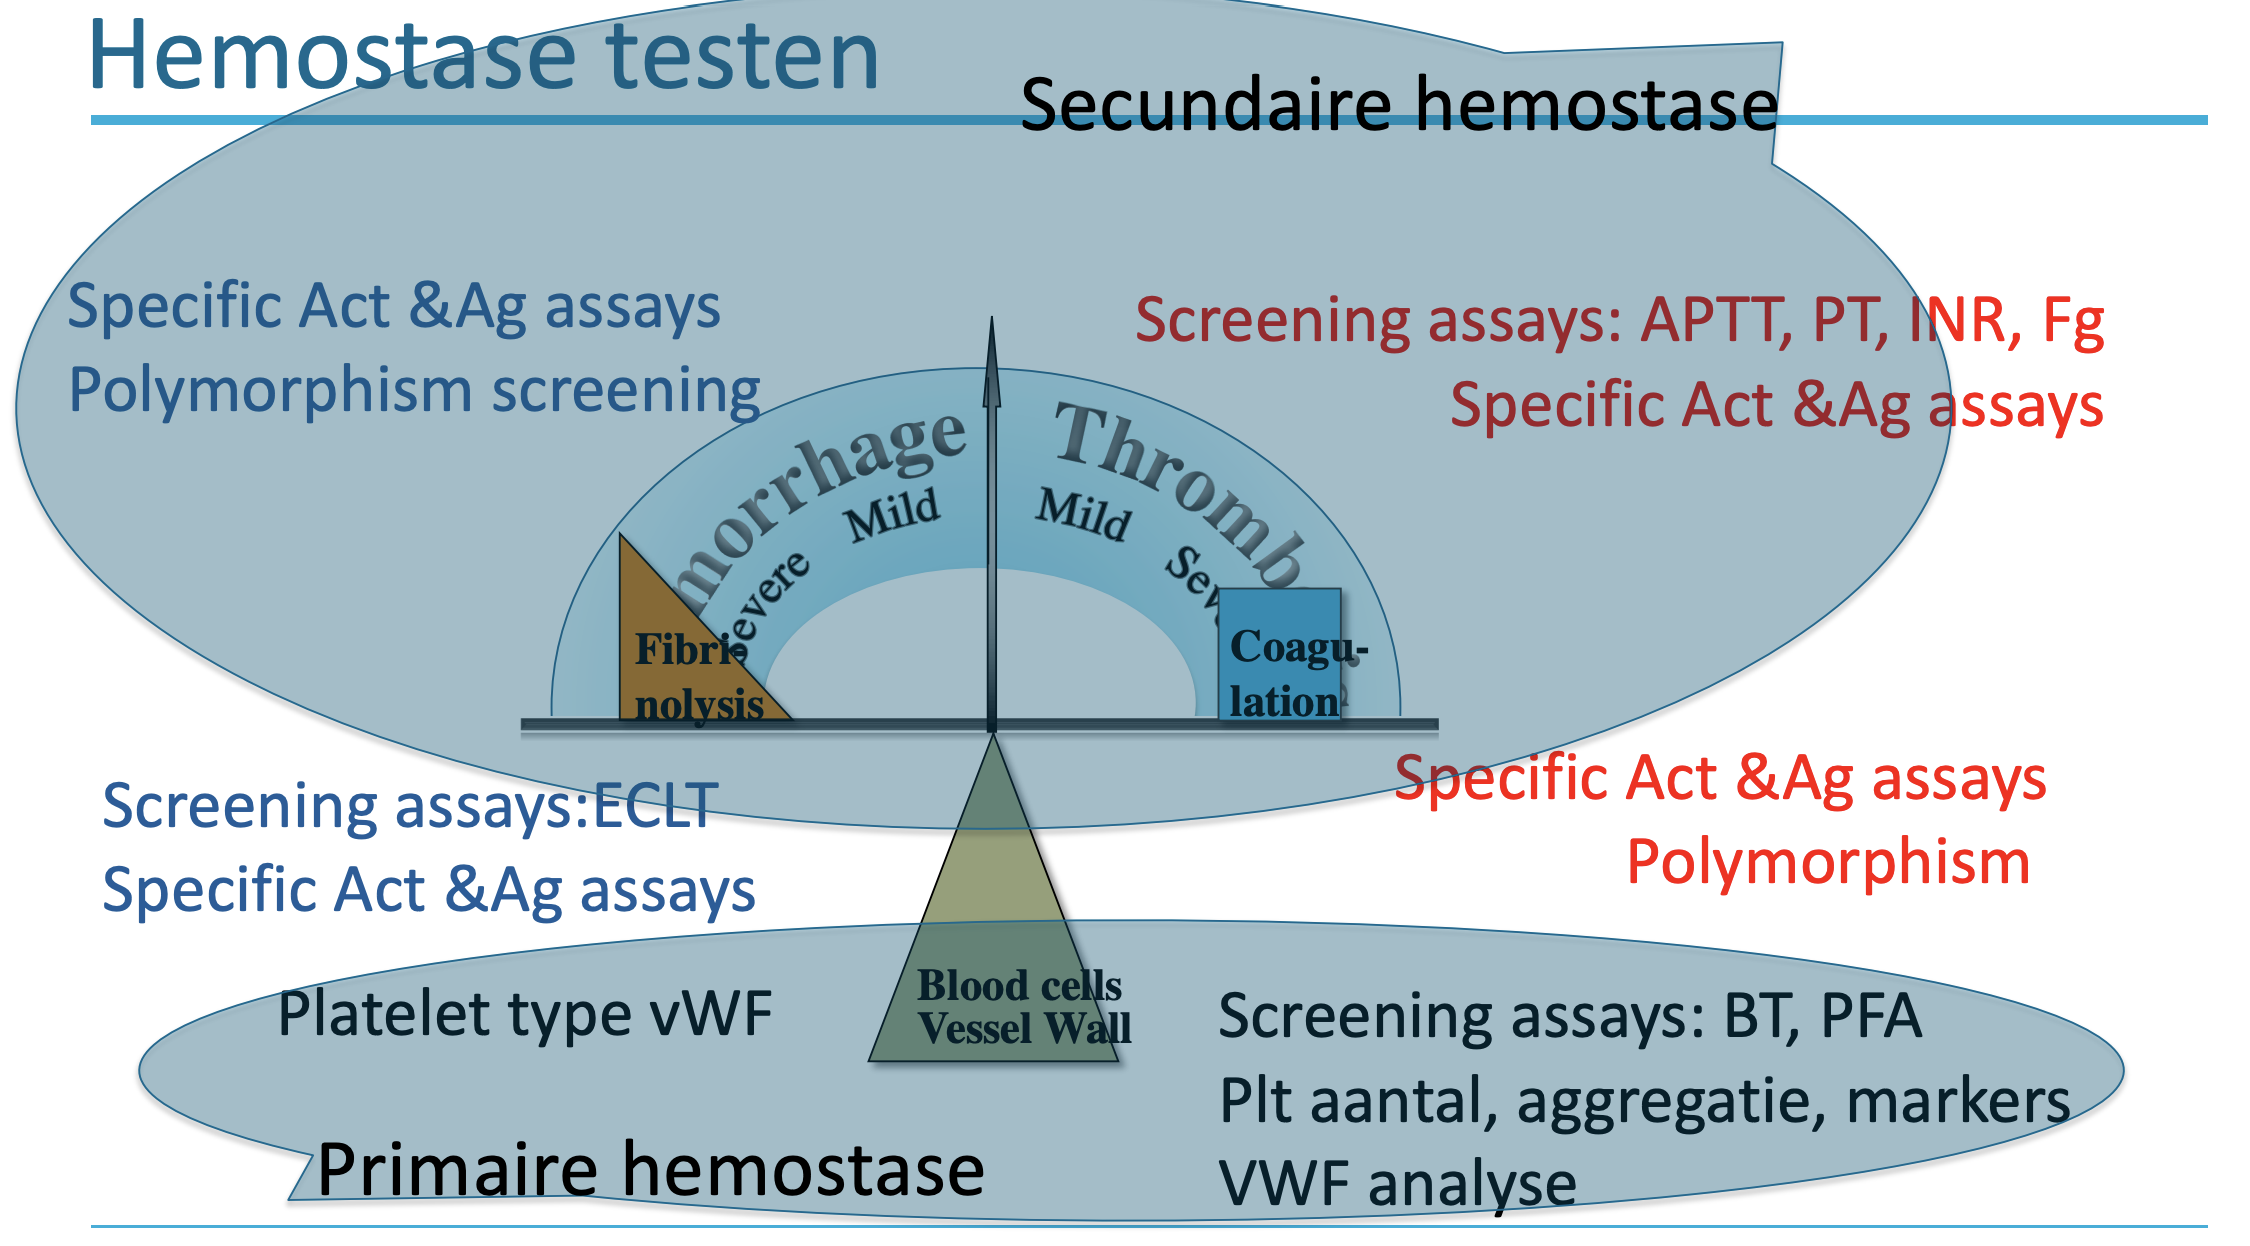 Hemostase testen
Secundaire hemostase
Specific Act &Ag assays
Polymorphism screening
Screening assays: APTT, PT, INR, Fg
Specific Act &Ag assays
Mild
Mild
Severe
Fibri-
nolysis
Coagu-
lation
Screening assays:ECLT
Specific Act &Ag assays
Specific Act &Ag assays
Polymorphism
Blood cells
Vessel Wall
Platelet type vWF
Screening assays: BT, PFA
Plt aantal, aggregatie, markers
VWF analyse
Primaire hemostase